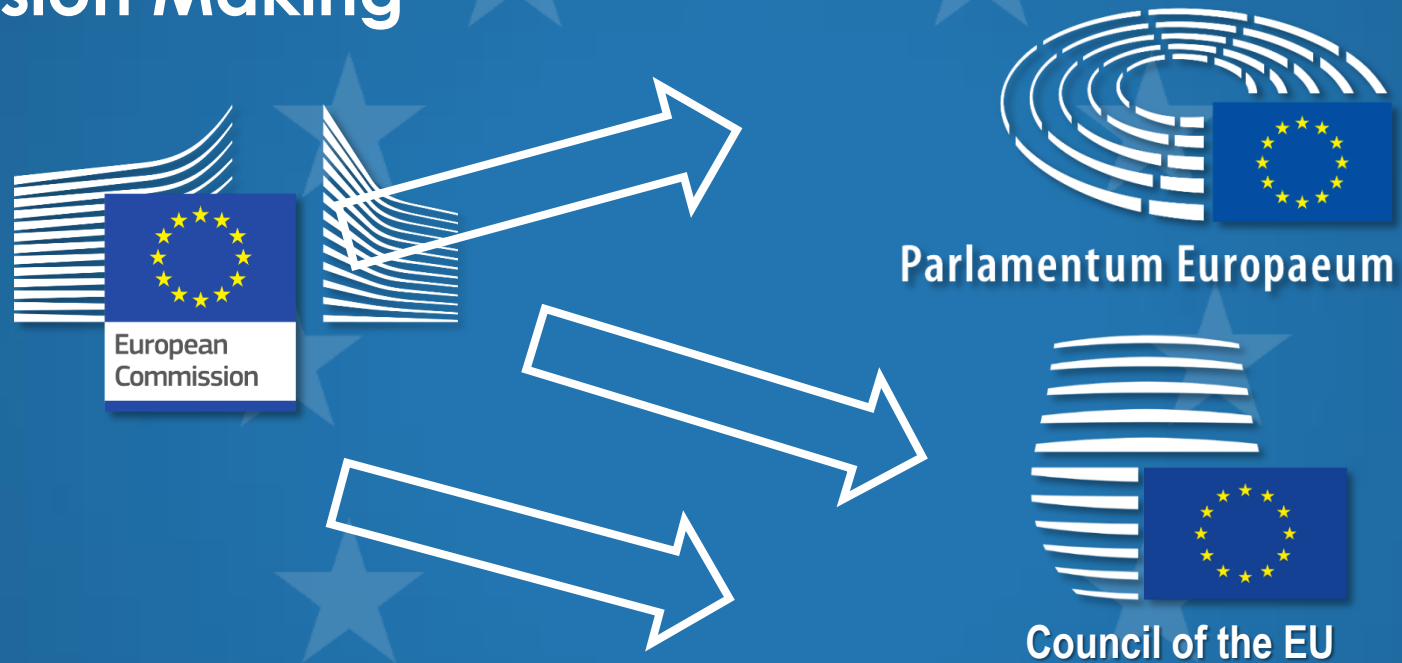 sion Making
European
Commission
Parlamentum Europaeum
Council of the EU